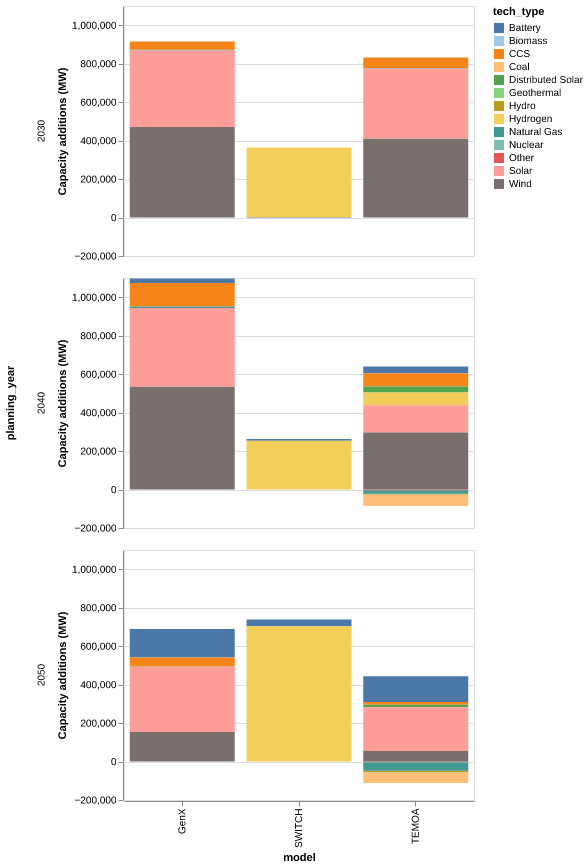 tech_type
Battery
Biomass
CCS
Coal
Distributed Solar
Geothermal
Hydro
Hydrogen
Natural Gas
Nuclear
Other
Solar
Wind
planning_year
2030
Capacity additions (MW)
1,000,000
800,000
600,000
400,000
200,000
0
−200,000
2040
Capacity additions (MW)
1,000,000
800,000
600,000
400,000
200,000
0
−200,000
2050
Capacity additions (MW)
1,000,000
800,000
600,000
400,000
200,000
0
−200,000
GenX
SWITCH
TEMOA
model